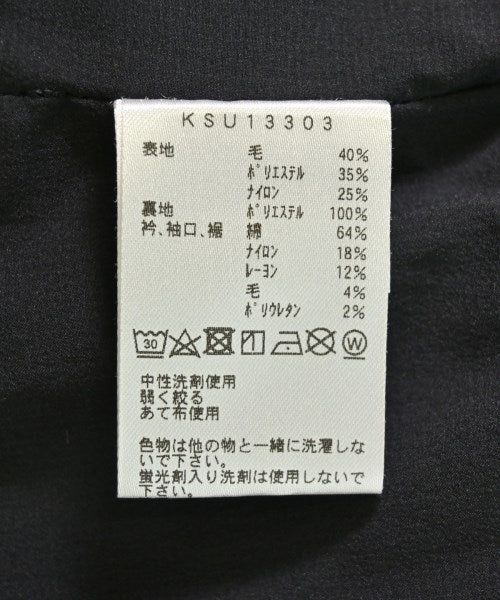 KSU13303
表地 毛 40%
ポリエステル 35%
ナイロン 25%
裏地 ポリエステル 100%
衿、袖口、裾 綿 64%
ナイロン 18%
レーヨン 12%
毛 4%
ポリウレタン 2%
30 W
中性洗剤使用
弱く絞る
あて布使用
色物は他の物と一緒に洗濯しな
いで下さい。
蛍光剤入り洗剤は使用しない
で下さい。